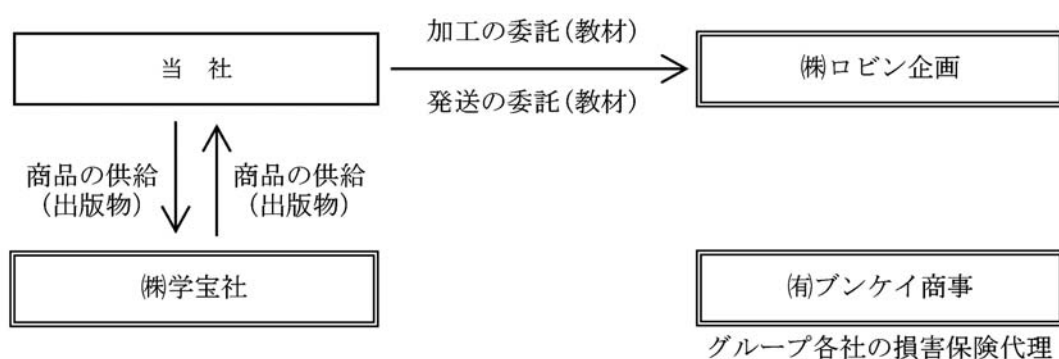 加工の委託(教材)
当 社
㈱ロビン企画
発送の委託(教材)
商品の供給
(出版物)
商品の供給
(出版物)
㈱学宝社
㈲ブンケイ商事
グループ各社の損害保険代理